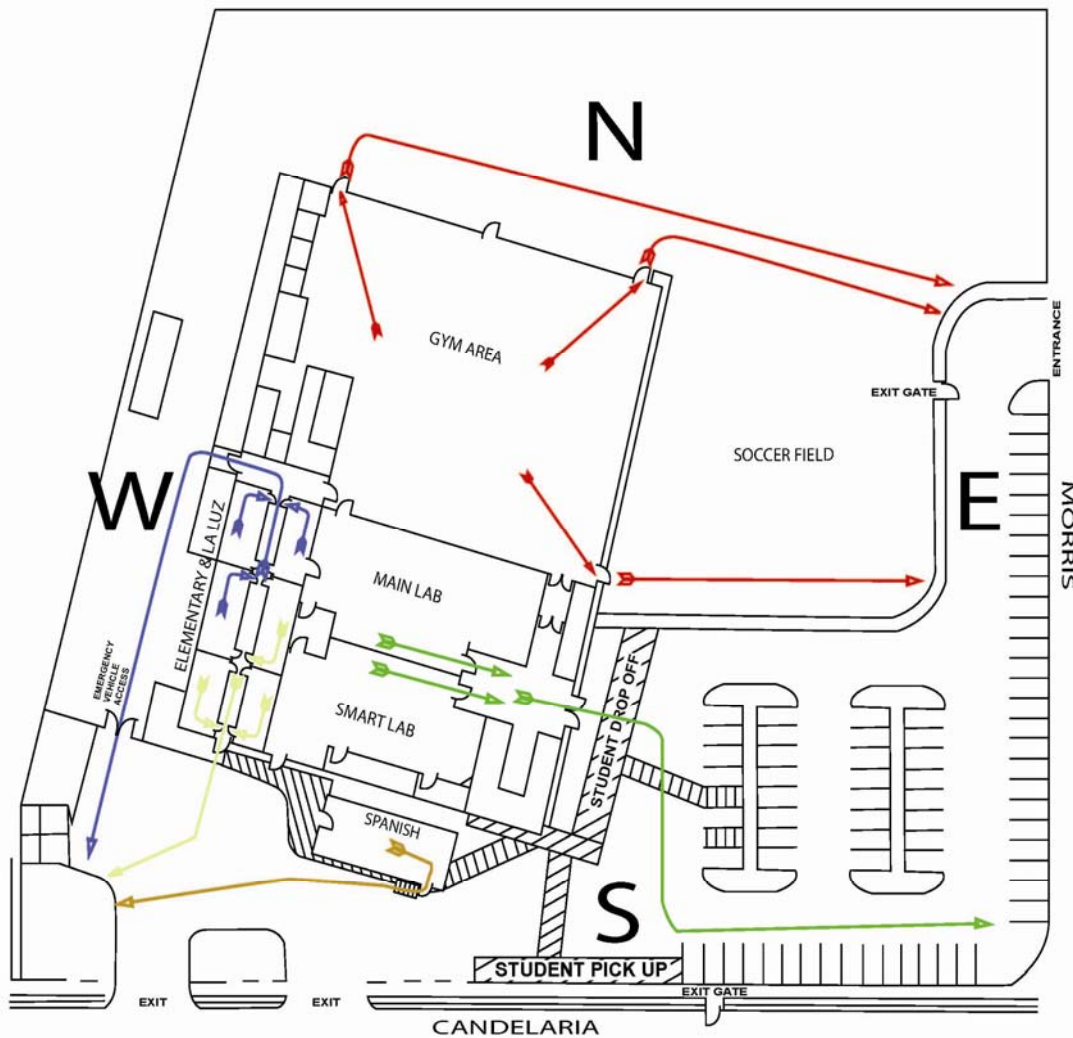 N
GYM AREA
ENTRANCE
EXIT GATE
SOCCER FIELD
W
E
MORRIS
ELEMENTARY & LA LUZ
MAIN LAB
EMERGENCY
VEHICLE
ACCESS
SMART LAB
STUDENT DROP OFF
SPANISH
S
STUDENT PICK UP
EXIT
EXIT
EXIT GATE
CANDELARIA